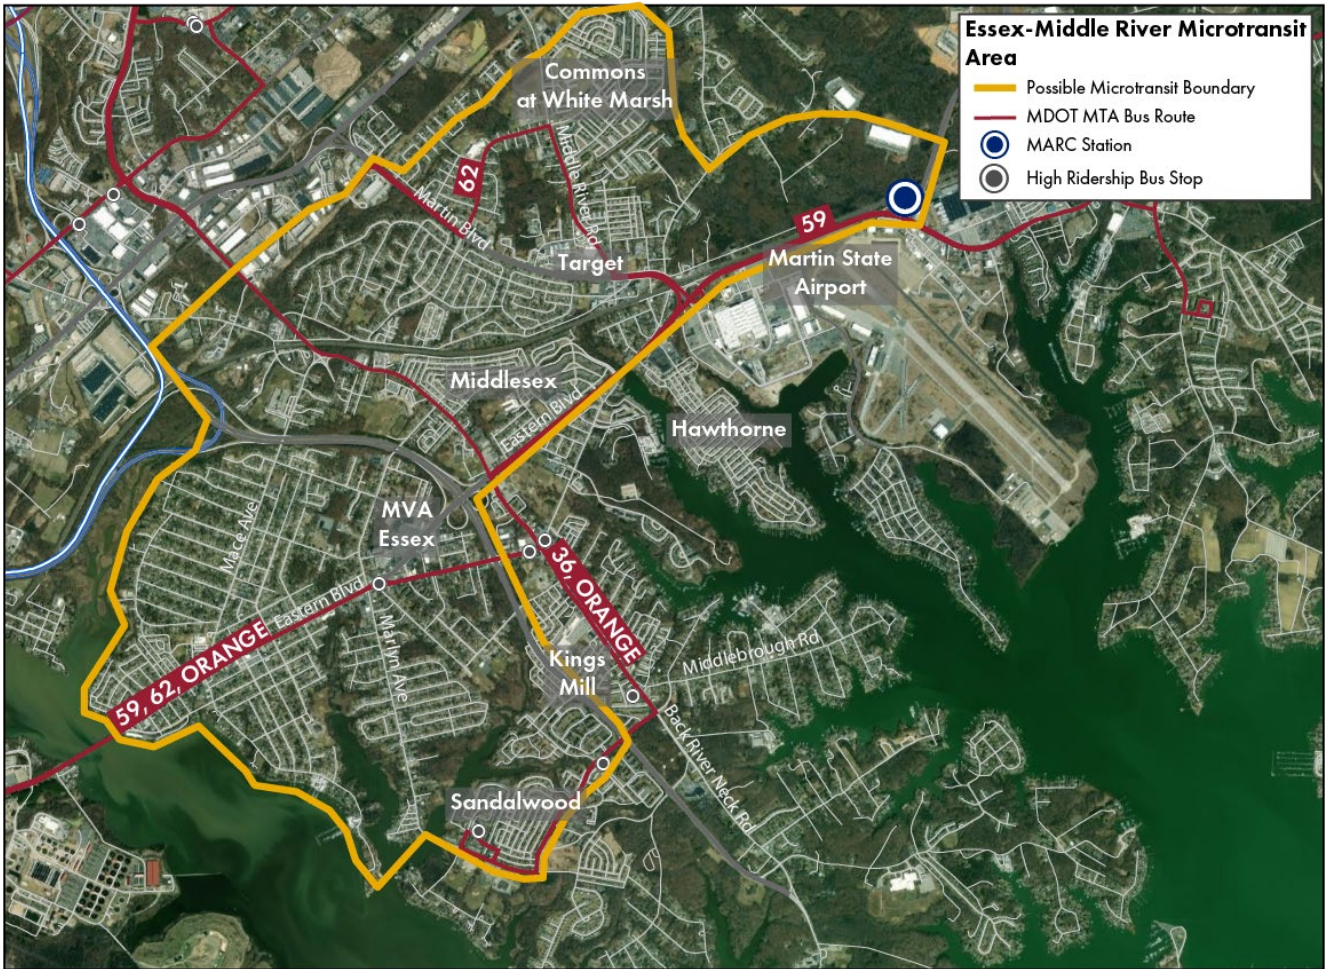 Essex-Middle River Microtransit
Area
Possible Microtransit Boundary
MDOT MTA Bus Route
MARC Station
High Ridership Bus Stop
Commons
at White Marsh
62
Middle River Rd
Martin Blvd
59
Target
Martin State
Airport
Middlesex
Eastern Blvd
Hawthorne
MVA
Essex
Mace Ave
36, ORANGE
Eastern Blvd
59, 62, ORANGE
Marlyn Ave
Kings
Mill
Middlebrough Rd
Back River Neck Rd
Sandalwood